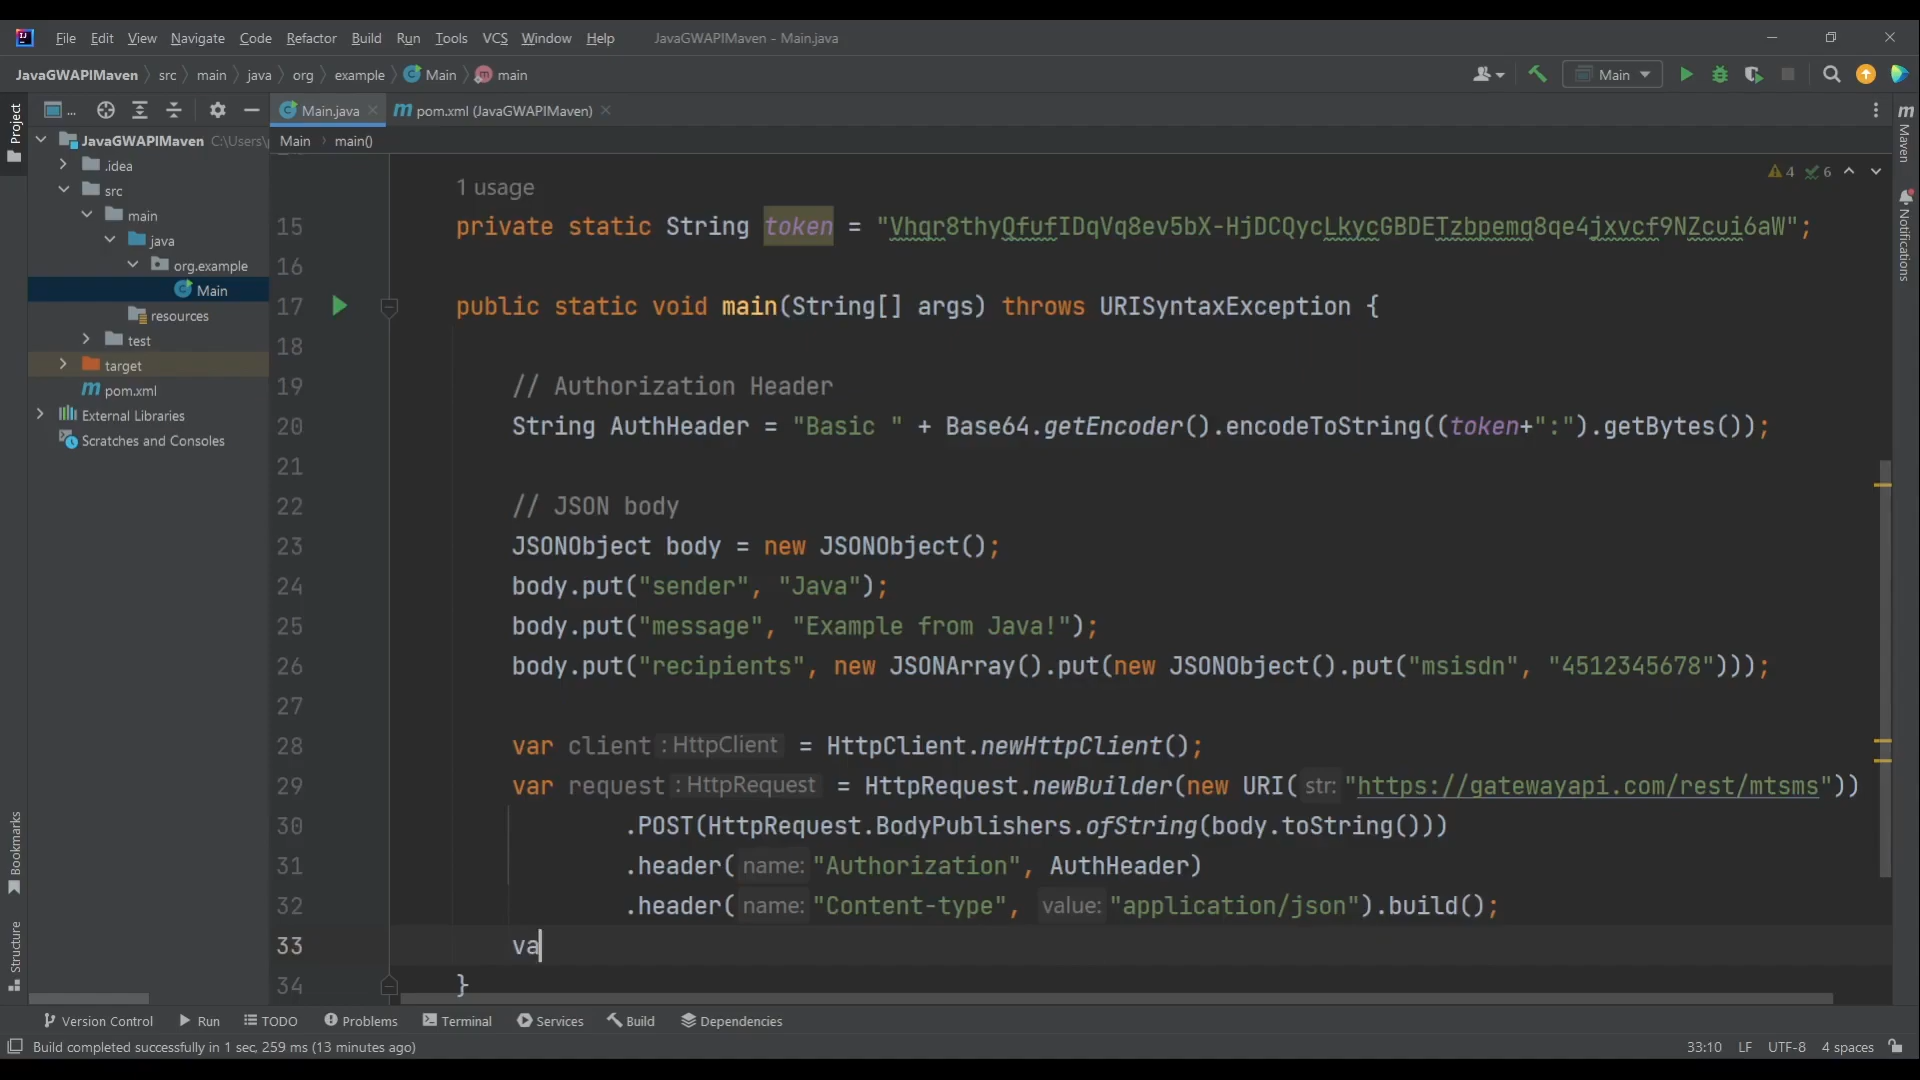 File Edit View Navigate Code Refactor Build Run Tools VCS Window Help JavaGWAPIMaven - Main.java
JavaGWAPIMaven src main java org example Main main
Main
Project
...
Main.java
pom.xml (JavaGWAPIMaven)
JavaGWAPIMaven C:\Users\
.idea
src
main
java
org.example
Main
resources
test
target
pom.xml
External Libraries
Scratches and Consoles
Main main()
4 6
1 usage
15 private static String token = "Vhqr8thyQfufIDqVq8ev5bX-HjDCQycLkycGBDETzbpemq8qe4jxvcf9NZcui6aW";
16
17 public static void main(String[] args) throws URISyntaxException {
18
19 // Authorization Header
20 String AuthHeader = "Basic " + Base64.getEncoder().encodeToString((token+":").getBytes());
21
22 // JSON body
23 JSONObject body = new JSONObject();
24 body.put("sender", "Java");
25 body.put("message", "Example from Java!");
26 body.put("recipients", new JSONArray().put(new JSONObject().put("msisdn", "4512345678")));
27
28 var client : HttpClient = HttpClient.newHttpClient();
29 var request : HttpRequest = HttpRequest.newBuilder(new URI( str: "https://gatewayapi.com/rest/mtsms"))
30 .POST(HttpRequest.BodyPublishers.ofString(body.toString()))
31 .header( name: "Authorization", AuthHeader)
32 .header( name: "Content-type", value: "application/json").build();
33 va
34 }
Maven
Notifications
Bookmarks
Structure
Version Control Run TODO Problems Terminal Services Build Dependencies
Build completed successfully in 1 sec, 259 ms (13 minutes ago)
33:10 LF UTF-8 4 spaces